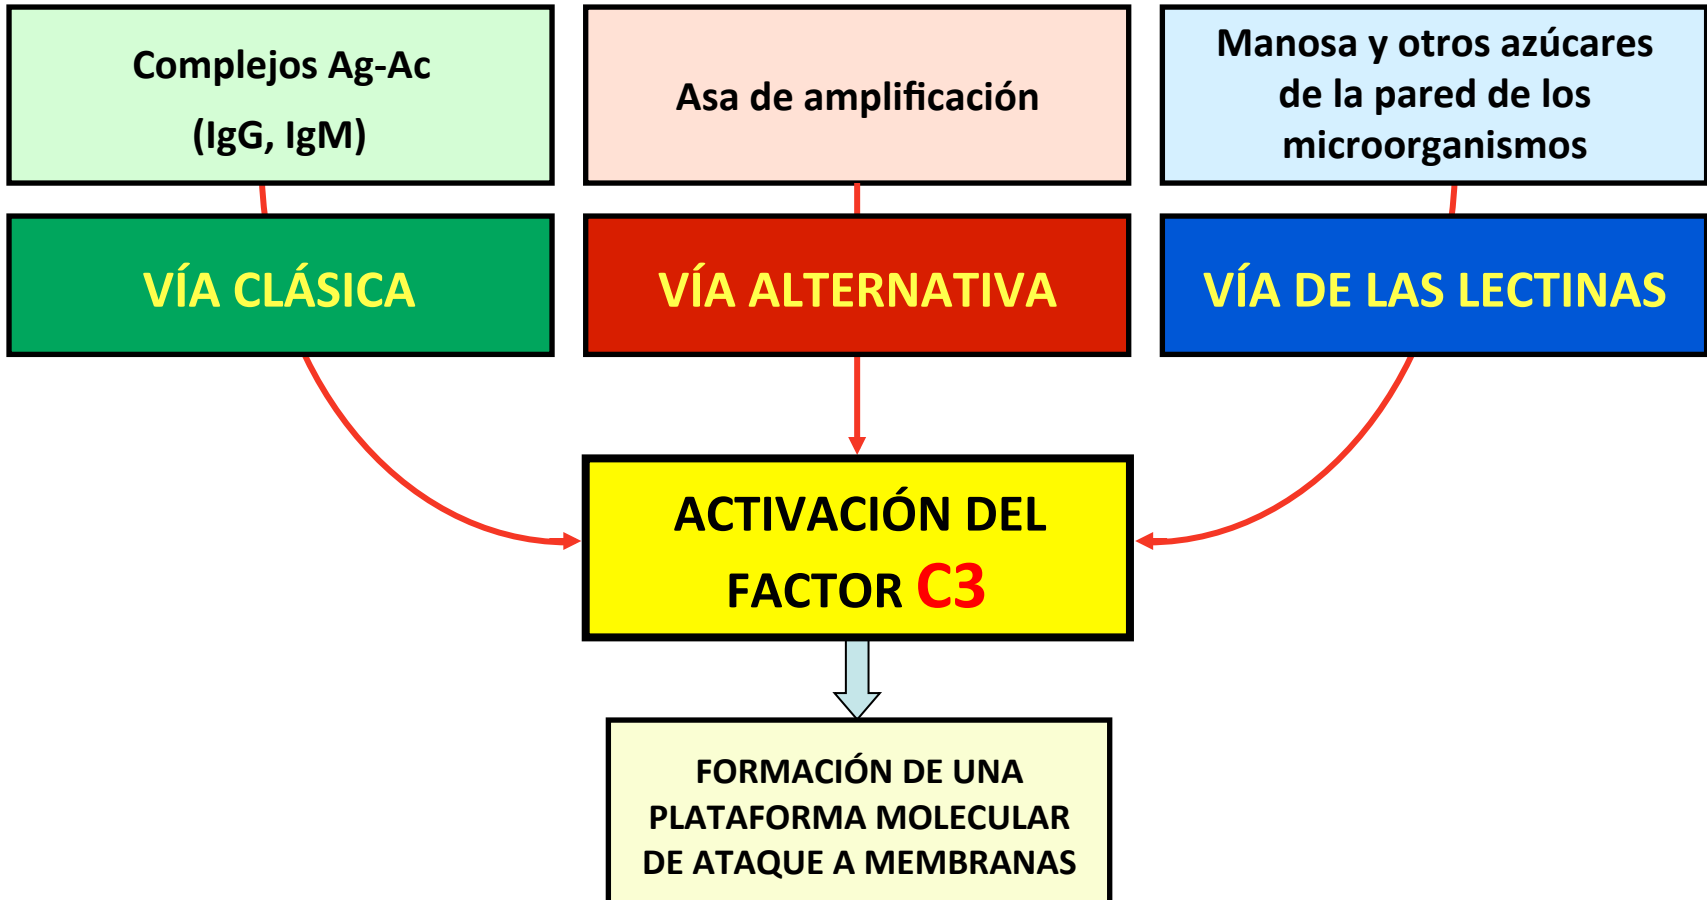 Complejos Ag-Ac
(IgG, IgM)
Asa de amplificación
Manosa y otros azúcares
de la pared de los
microorganismos
VÍA CLÁSICA
VÍA ALTERNATIVA
VÍA DE LAS LECTINAS
ACTIVACIÓN DEL
FACTOR C3
FORMACIÓN DE UNA
PLATAFORMA MOLECULAR
DE ATAQUE A MEMBRANAS